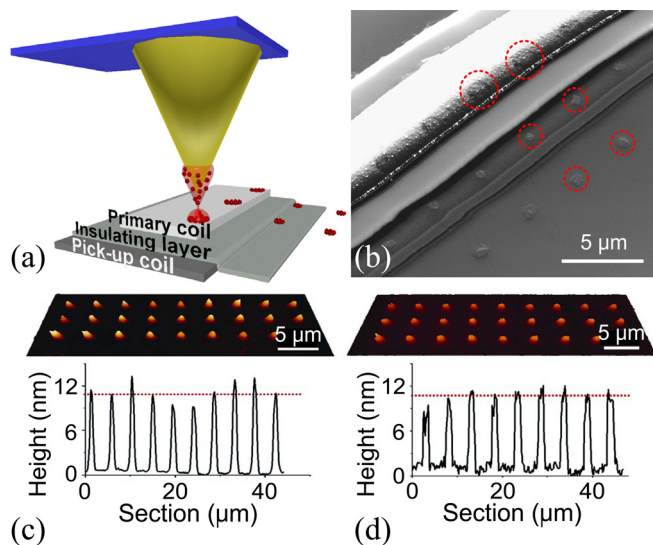 Primary coil
Insulating layer
Pick-up coil
(a)
5 µm
(b)
5 µm
12
6
0
Height (nm)
0 20 40
Section (µm)
(c)
5 µm
12
6
0
Height (nm)
0 20 40
Section (µm)
(d)